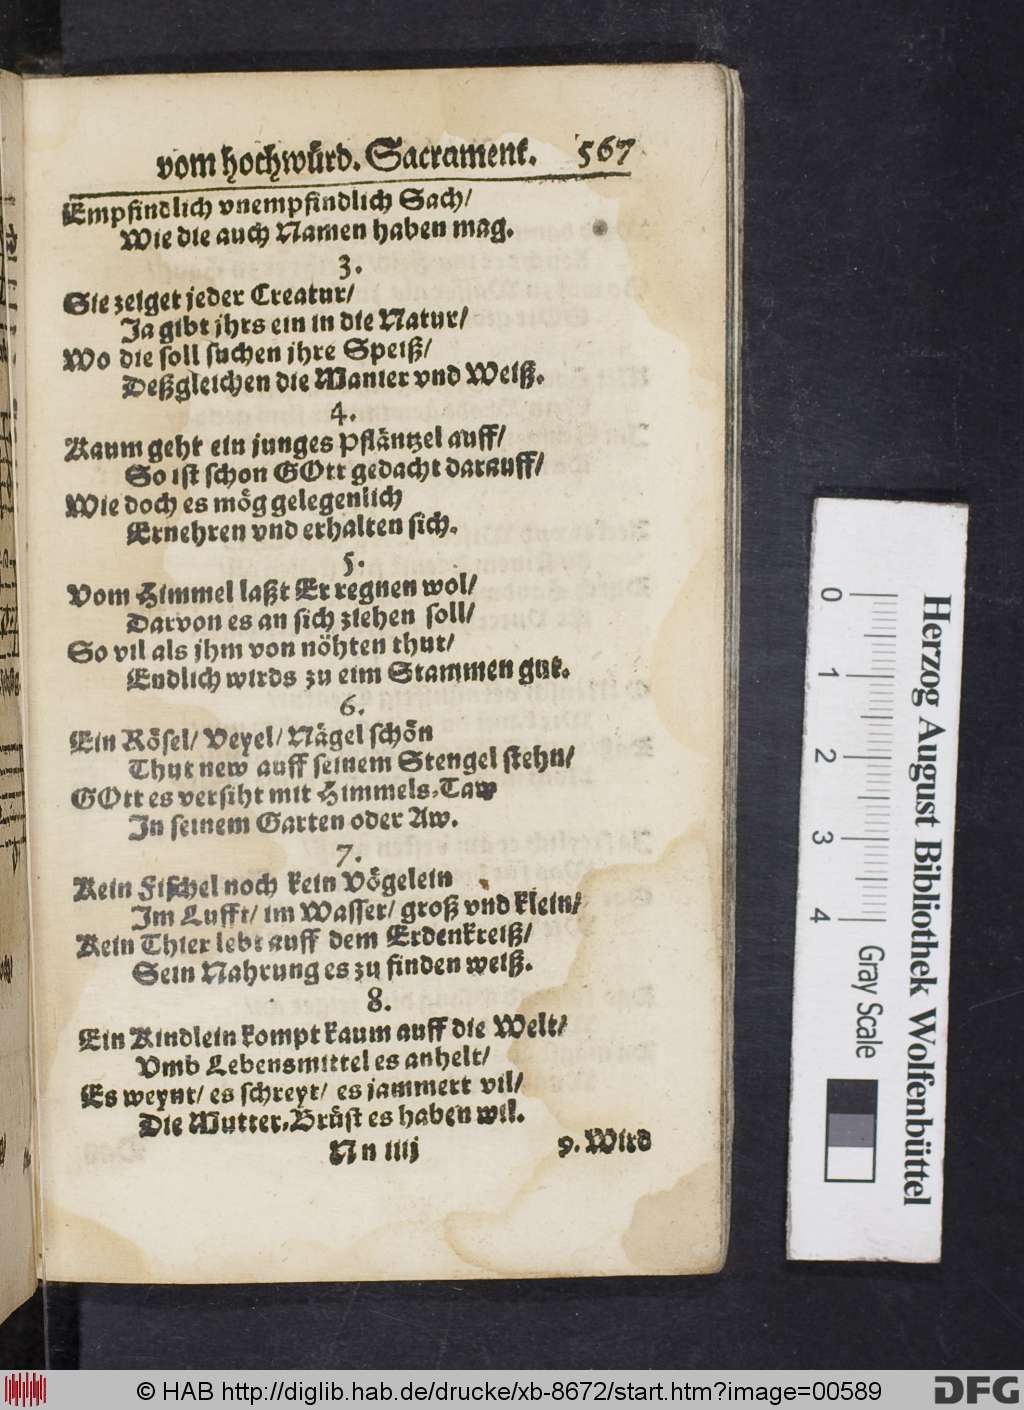 vom hochwürd. Sacrament. 567
Empfindlich vnempfindlich Sach/
Wie die auch Namen haben mag.
3.
Sie zeiget jeder Creatur/
Ja gibt jhrs ein in die Natur/
Wo die soll suchen jhre Speiß/
Deßgleichen die Manier vnd Weiß.
4.
Kaum geht ein junges Pfläntzel auff/
So ist schon GOtt gedacht darauff/
Wie doch es mög gelegenlich
Ernehren vnd erhalten sich.
5.
Vom Himmel laßt Er regnen wol/
Darvon es an sich ziehen soll/
So vil als jhm von nöhten thut/
Endlich wirds zu eim Stammen gut.
6.
Ein Rösel/ Veyel/ Nägel schön
Thut new auff seinem Stengel stehn/
GOtt es versiht mit Himmels-Taw
Jn seinem Garten oder Aw.
7.
Kein Fischel noch kein Vögelein
Jm Lufft/ im Wasser/ groß vnd klein/
Kein Thier lebt auff dem Erdenkreiß/
Sein Nahrung es zu finden weiß.
8.
Ein Kindlein kompt kaum auff die Welt/
Vmb Lebensmittel es anhelt/
Es weynt/ es schreyt/ es jammert vil/
Die Mutter-Brüst es haben wil.
Nn iiij 9. Wird
0 1 2 3 4
Gray Scale
Herzog August Bibliothek Wolfenbüttel
© HAB http://diglib.hab.de/drucke/xb-8672/start.htm?image=00589
DFG